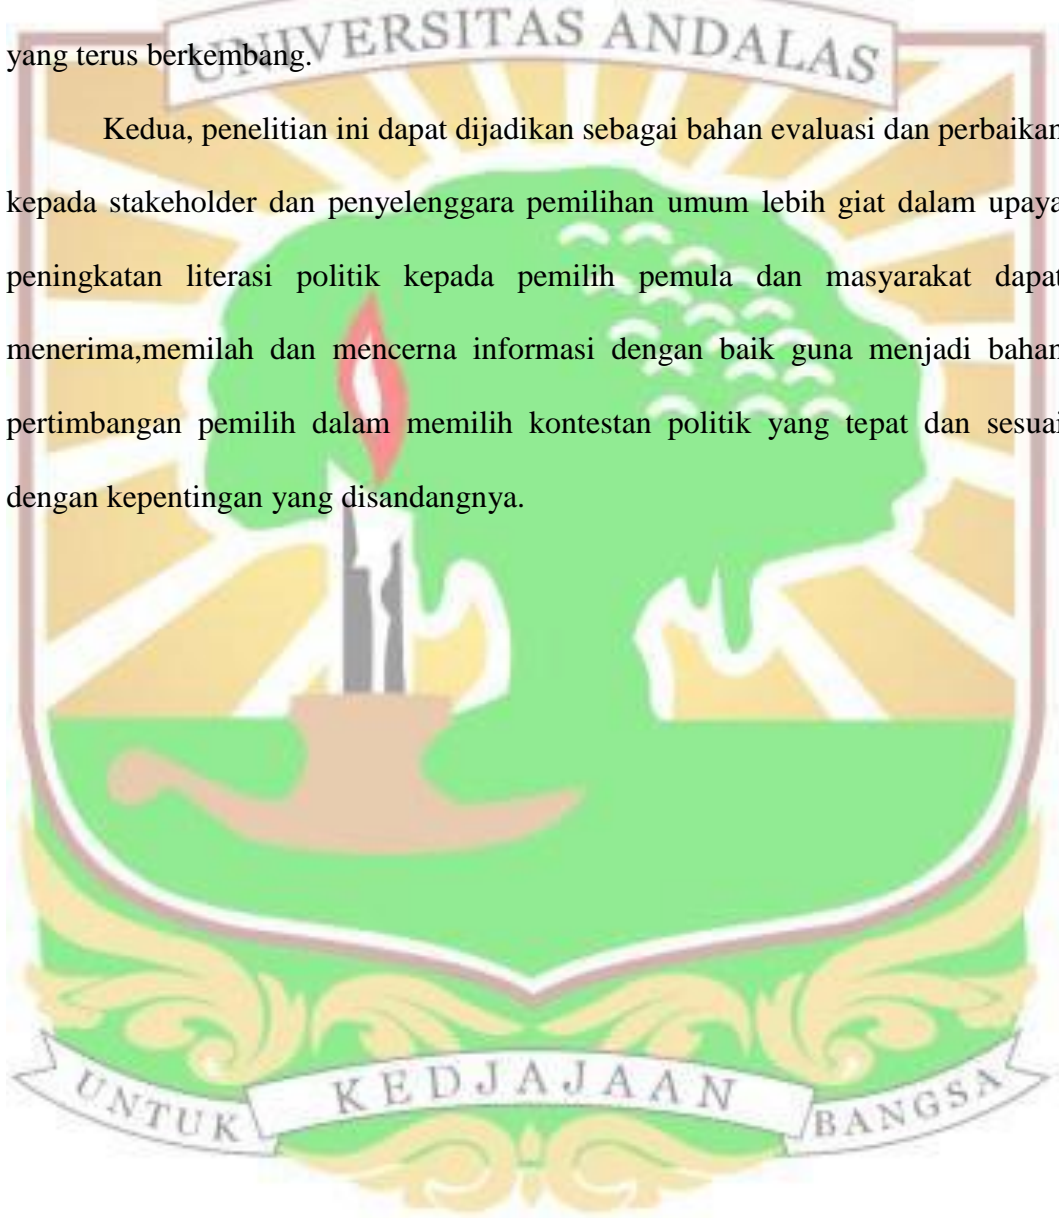 UNIVERSITAS ANDALAS
yang terus berkembang.
Kedua, penelitian ini dapat dijadikan sebagai bahan evaluasi dan perbaikan
kepada stakeholder dan penyelenggara pemilihan umum lebih giat dalam upaya
peningkatan literasi politik kepada pemilih pemula dan masyarakat dapat
menerima,memilah dan mencerna informasi dengan baik guna menjadi bahan
pertimbangan pemilih dalam memilih kontestan politik yang tepat dan sesuai
dengan kepentingan yang disandangnya.
UNTUK KEDJAJAAN BANGSA